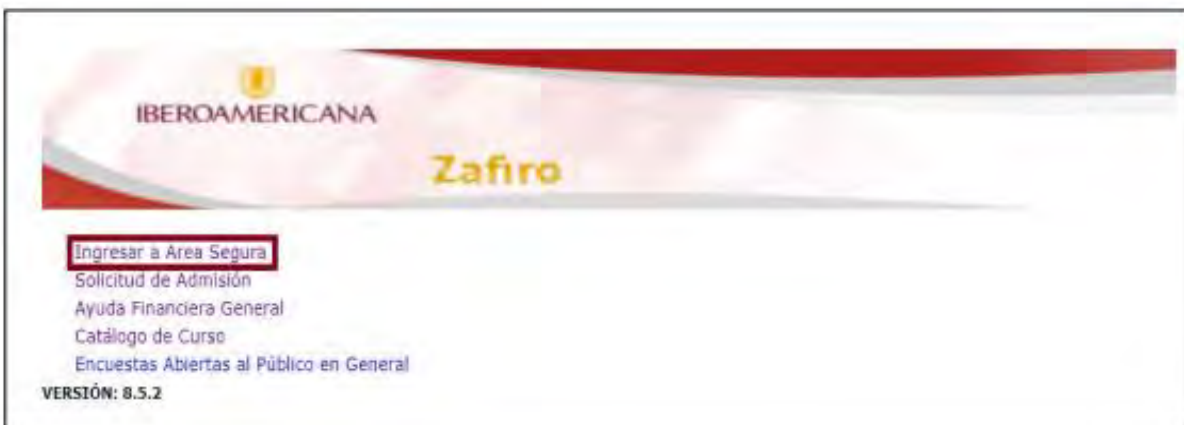 IBEROAMERICANA
Zafiro
Ingresar a Area Segura
Solicitud de Admisión
Ayuda Financiera General
Catálogo de Curso
Encuestas Abiertas al Público en General
VERSIÓN: 8.5.2